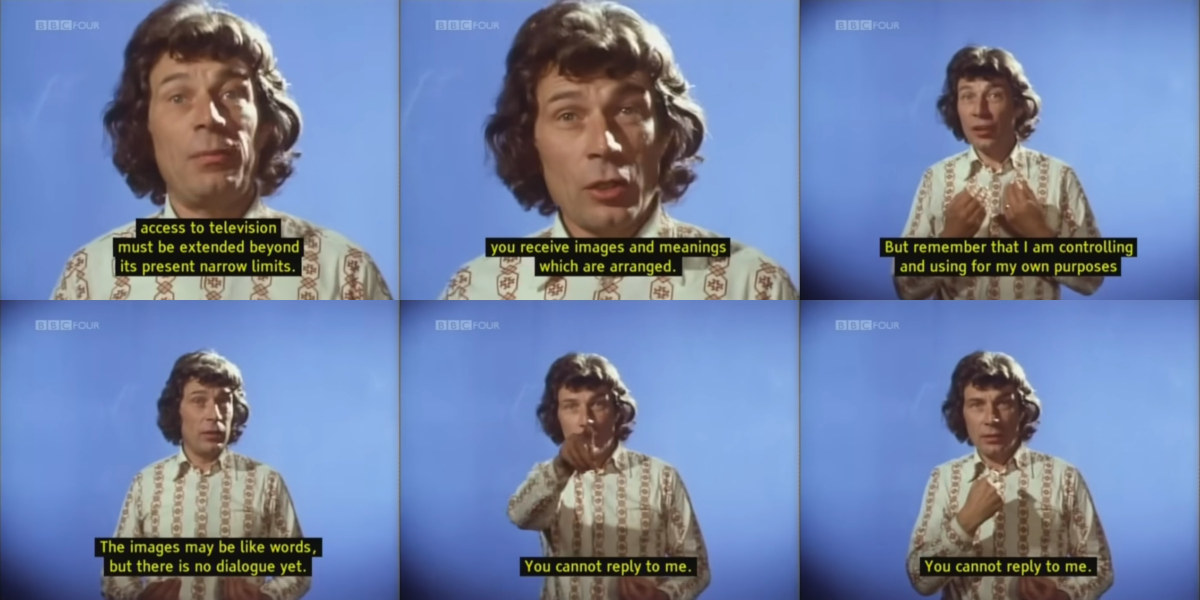 BBC FOUR
access to television
must be extended beyond
its present narrow limits.
BBC FOUR
you receive images and meanings
which are arranged.
BBC FOUR
But remember that I am controlling
and using for my own purposes
BBC FOUR
The images may be like words,
but there is no dialogue yet.
BBC FOUR
You cannot reply to me.
BBC FOUR
You cannot reply to me.